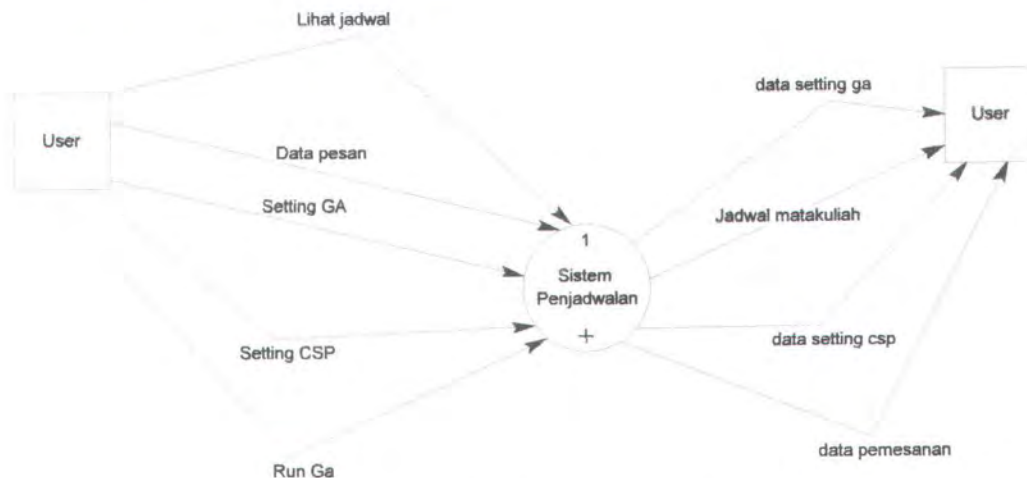 Lihat jadwal
data setting ga
User
User
Data pesan
Setting GA
Jadwal matakuliah
1
Sistem
Penjadwalan
+
Setting CSP
data setting csp
data pemesanan
Run Ga